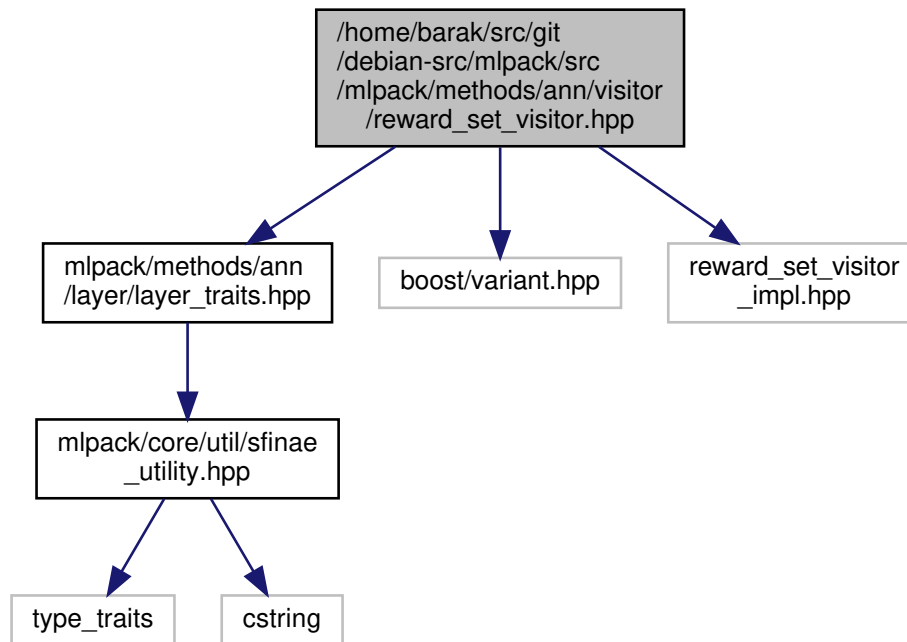 /home/barak/src/git
/debian-src/mlpack/src
/mlpack/methods/ann/visitor
/reward_set_visitor.hpp
mlpack/methods/ann
/layer/layer_traits.hpp
boost/variant.hpp
reward_set_visitor
_impl.hpp
mlpack/core/util/sfinae
_utility.hpp
type_traits
cstring